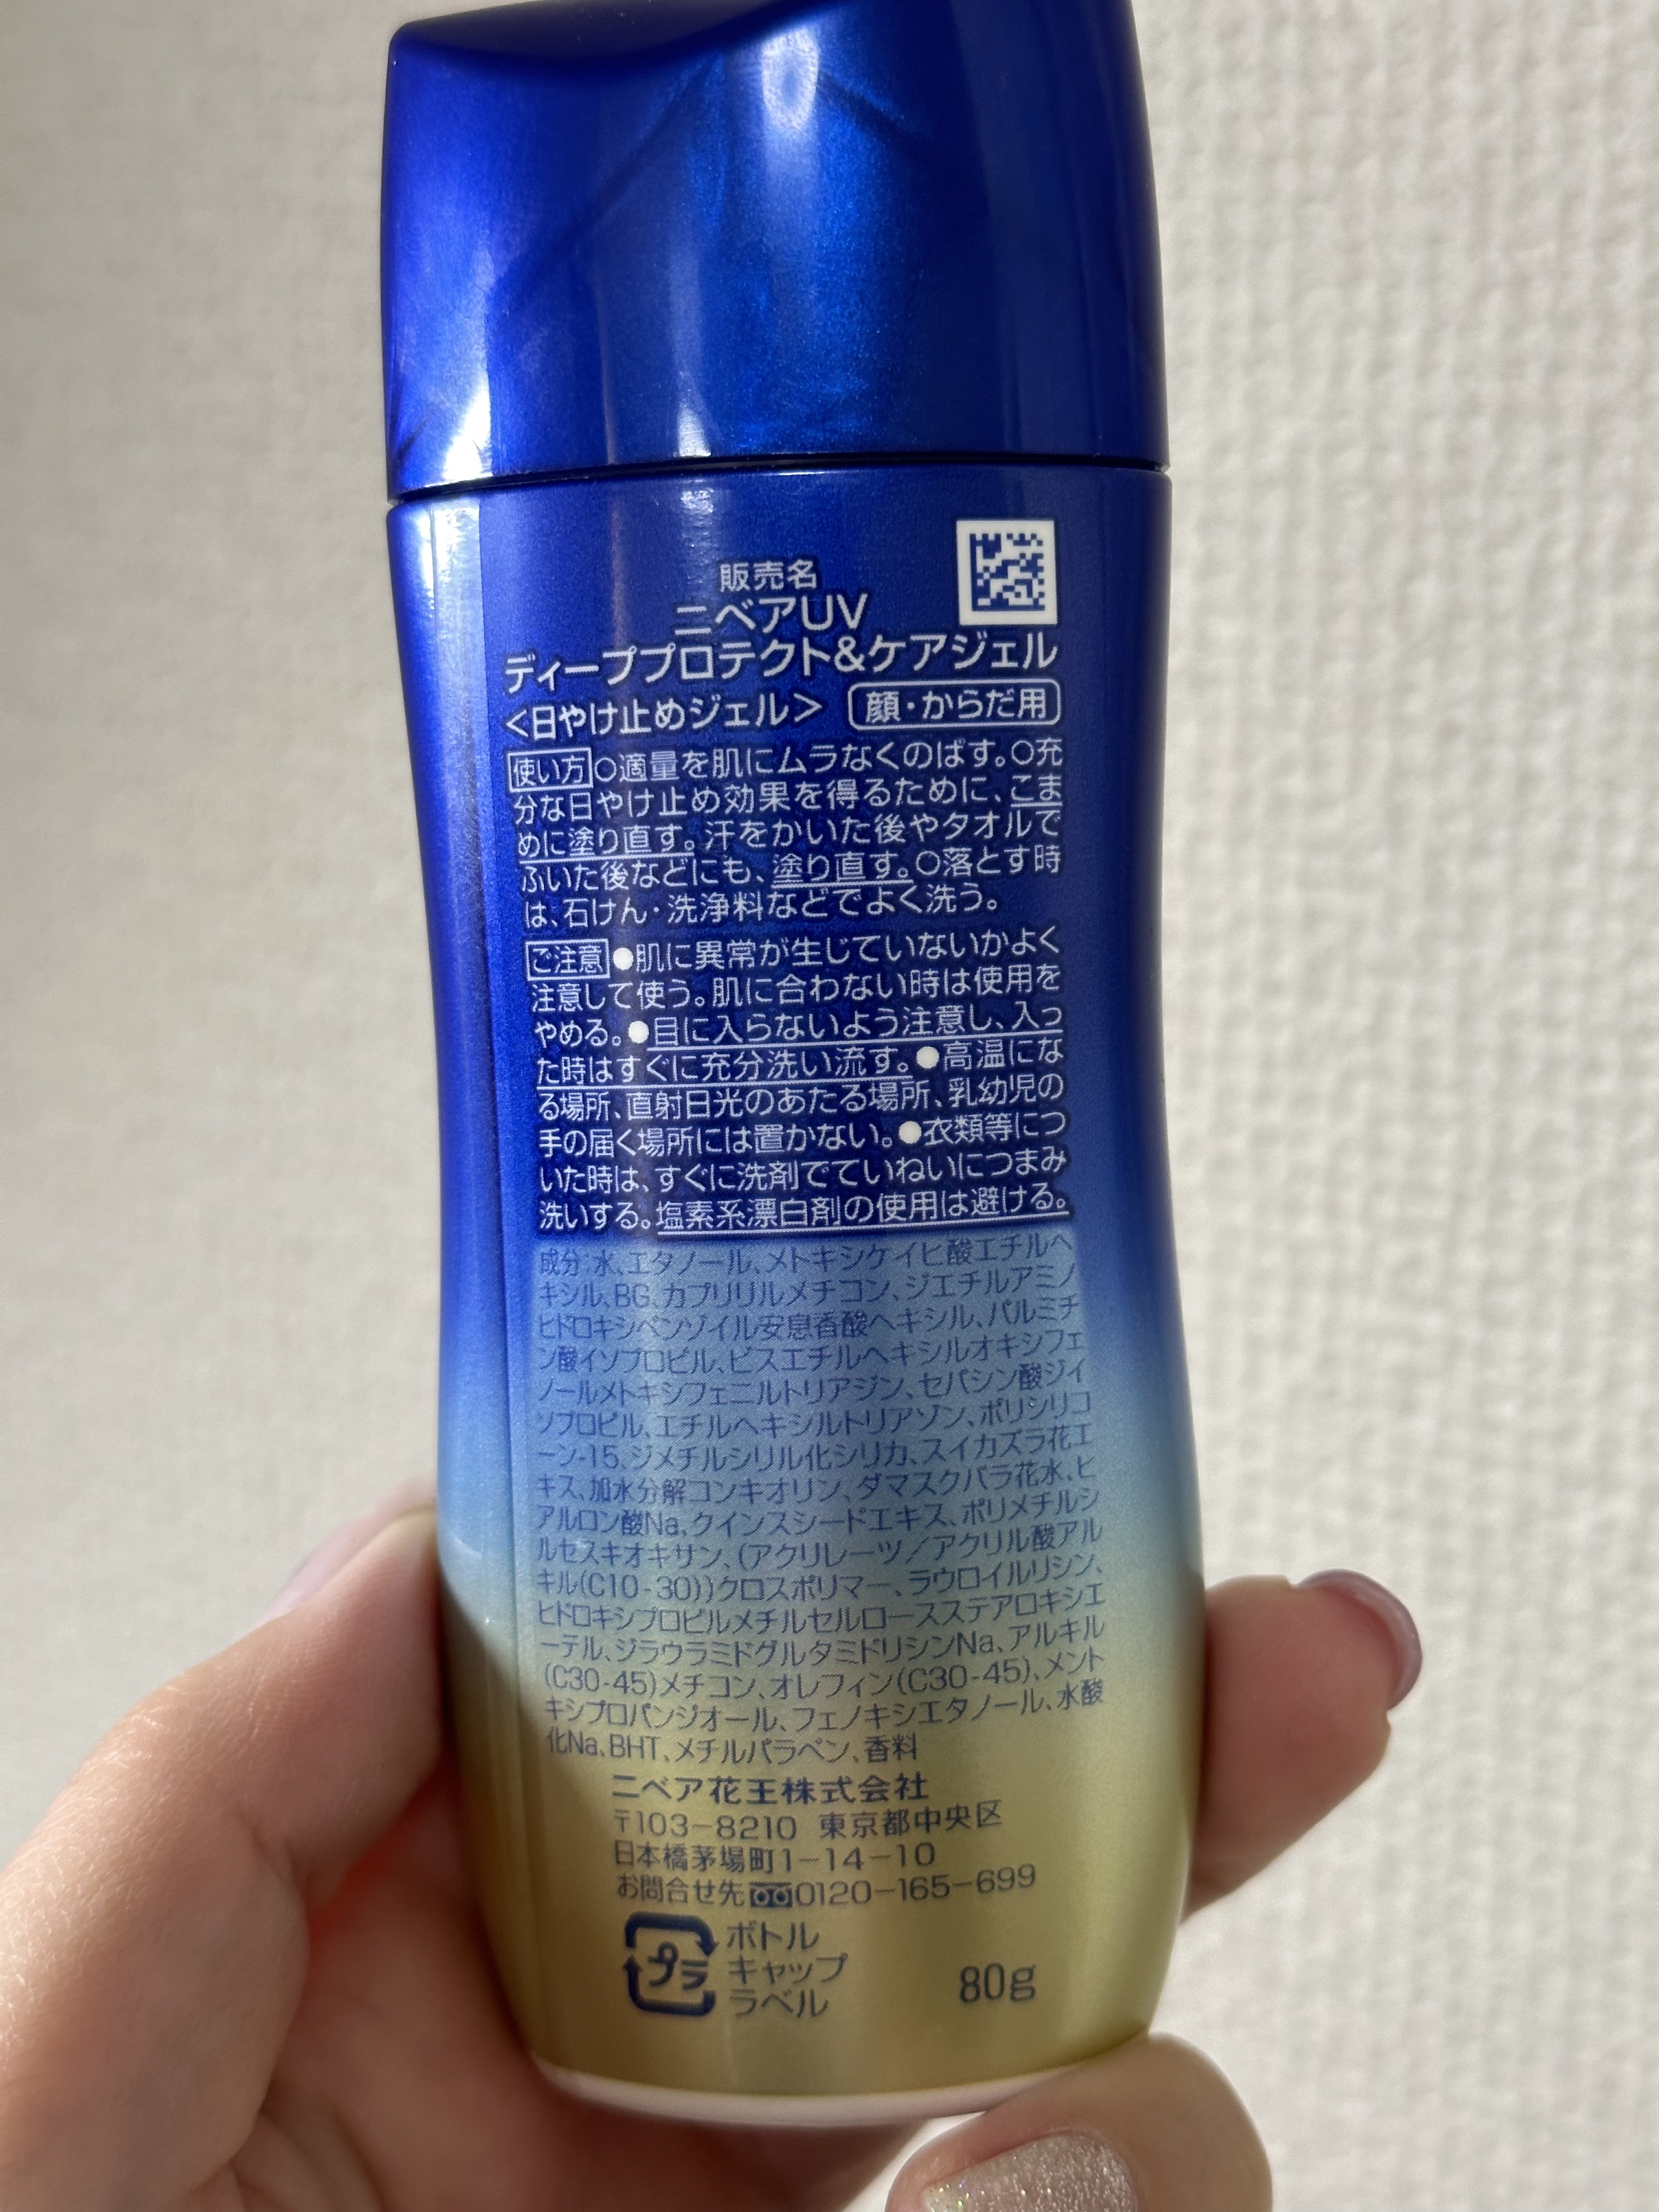 販売名
ニベアUV
ディーププロテクト&ケアジェル
<日やけ止めジェル> 顔・からだ用
使い方○適量を肌にムラなくのばす。○充
分な日やけ止め効果を得るために、こま
めに塗り直す。汗をかいた後やタオルで
ふいた後などにも、塗り直す。○落とす時
は、石けん・洗浄料などでよく洗う。
ご注意●肌に異常が生じていないかよく
注意して使う。肌に合わない時は使用を
やめる。●目に入らないよう注意し、入っ
た時はすぐに充分洗い流す。●高温にな
る場所、直射日光のあたる場所、乳幼児の
手の届く場所には置かない。●衣類等につ
いた時は、すぐに洗剤でていねいにつまみ
洗いする。塩素系漂白剤の使用は避ける。
成分:水、エタノール、メトキシケイヒ酸エチルヘ
キシル、BG、カプリリルメチコン、ジエチルアミノ
ヒドロキシベンゾイル安息香酸ヘキシル、パルミチ
ン酸イソプロピル、ビスエチルヘキシルオキシフェ
ノールメトキシフェニルトリアジン、セバシン酸ジイ
ソプロピル、エチルヘキシルトリアゾン、ポリシリコ
ーン-15、ジメチルシリル化シリカ、スイカズラ花エ
キス、加水分解コンキオリン、ダマスクバラ花水、ヒ
アルロン酸Na、クインスシードエキス、ポリメチルシ
ルセスキオキサン、(アクリレーツ/アクリル酸アル
キル(C10-30))クロスポリマー、ラウロイルリシン、
ヒドロキシプロピルメチルセルロースステアロキシエ
ーテル、ジラウラミドグルタミドリシンNa、アルキル
(C30-45)メチコン、オレフィン(C30-45)、メント
キシプロパンジオール、フェノキシエタノール、水酸
化Na、BHT、メチルパラベン、香料
ニベア花王株式会社
〒103-8210 東京都中央区
日本橋茅場町1-14-10
お問合せ先 0120-165-699
プラ ボトル
キャップ
ラベル
80g